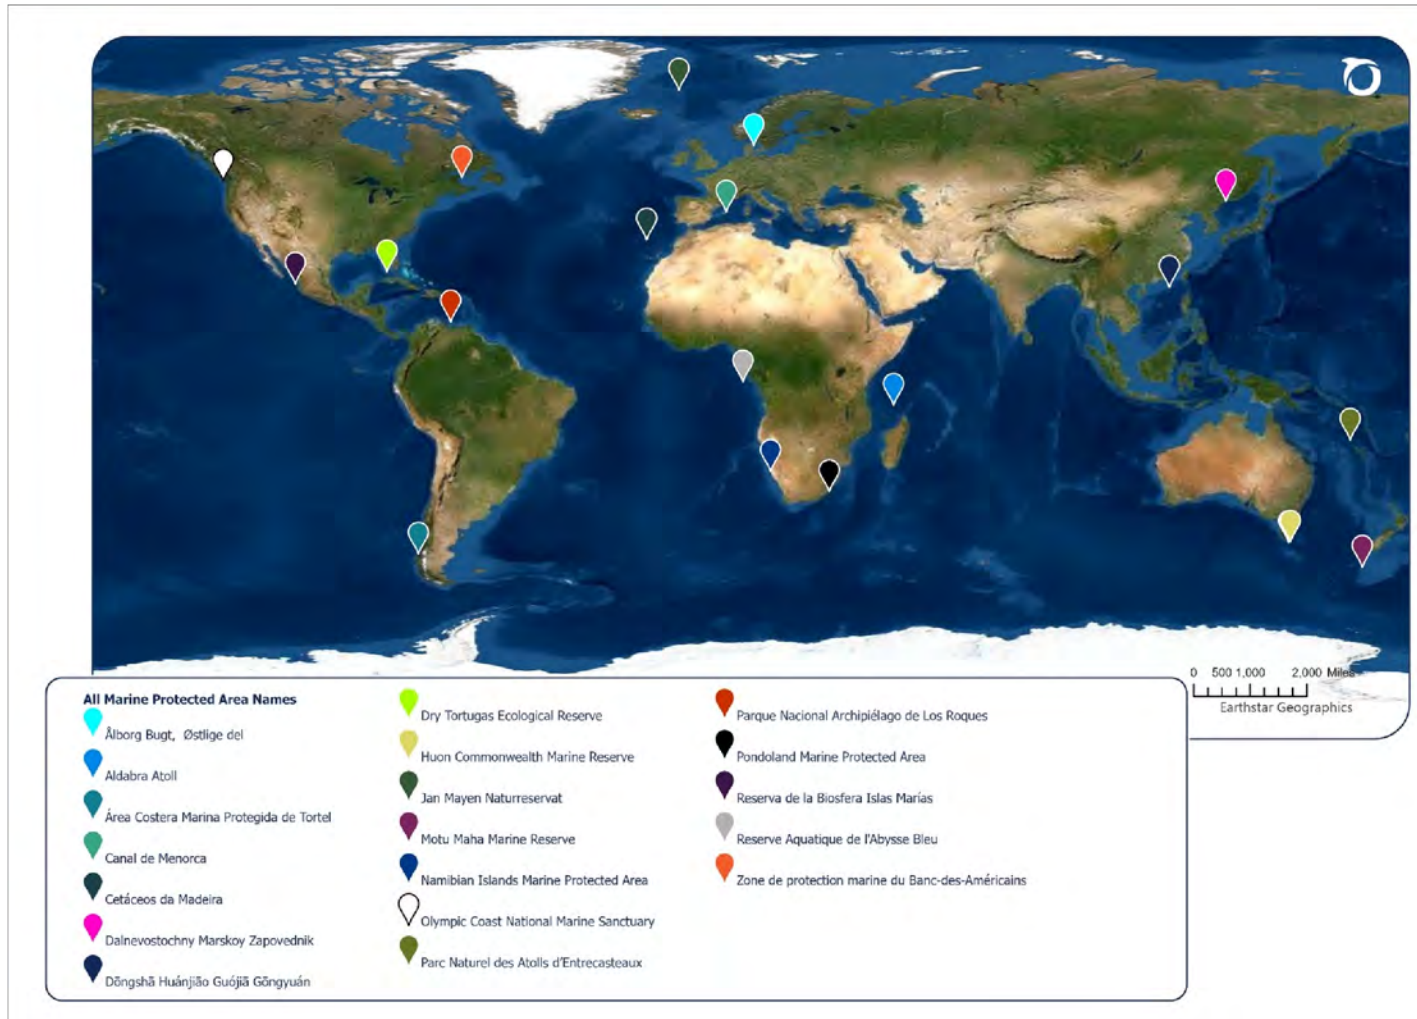 0 500 1,000 2,000 Miles
Earthstar Geographics
All Marine Protected Area Names
Ålborg Bugt, Østlige del
Aldabra Atoll
Área Costera Marina Protegida de Tortel
Canal de Menorca
Cetáceos da Madeira
Dalnevostochny Marskoy Zapovednik
Dōngshā Huánjiāo Guójiā Gōngyuán
Dry Tortugas Ecological Reserve
Huon Commonwealth Marine Reserve
Jan Mayen Naturreservat
Motu Maha Marine Reserve
Namibian Islands Marine Protected Area
Olympic Coast National Marine Sanctuary
Parc Naturel des Atolls d'Entrecasteaux
Parque Nacional Archipiélago de Los Roques
Pondoland Marine Protected Area
Reserva de la Biosfera Islas Marías
Reserve Aquatique de l'Abysse Bleu
Zone de protection marine du Banc-des-Américains